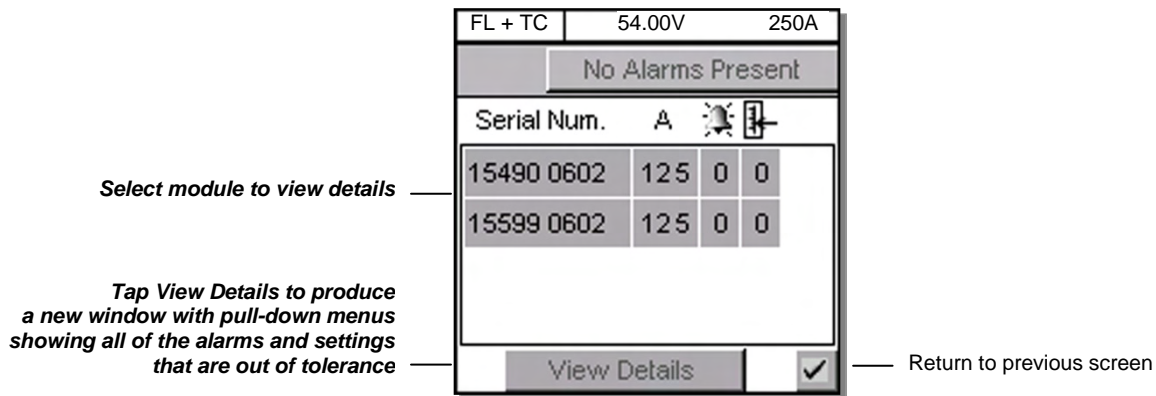 FL + TC 54.00V 250A
No Alarms Present
Serial Num. A
15490 0602 125 0 0
15599 0602 125 0 0
View Details
Select module to view details
Tap View Details to produce
a new window with pull-down menus
showing all of the alarms and settings
that are out of tolerance
Return to previous screen